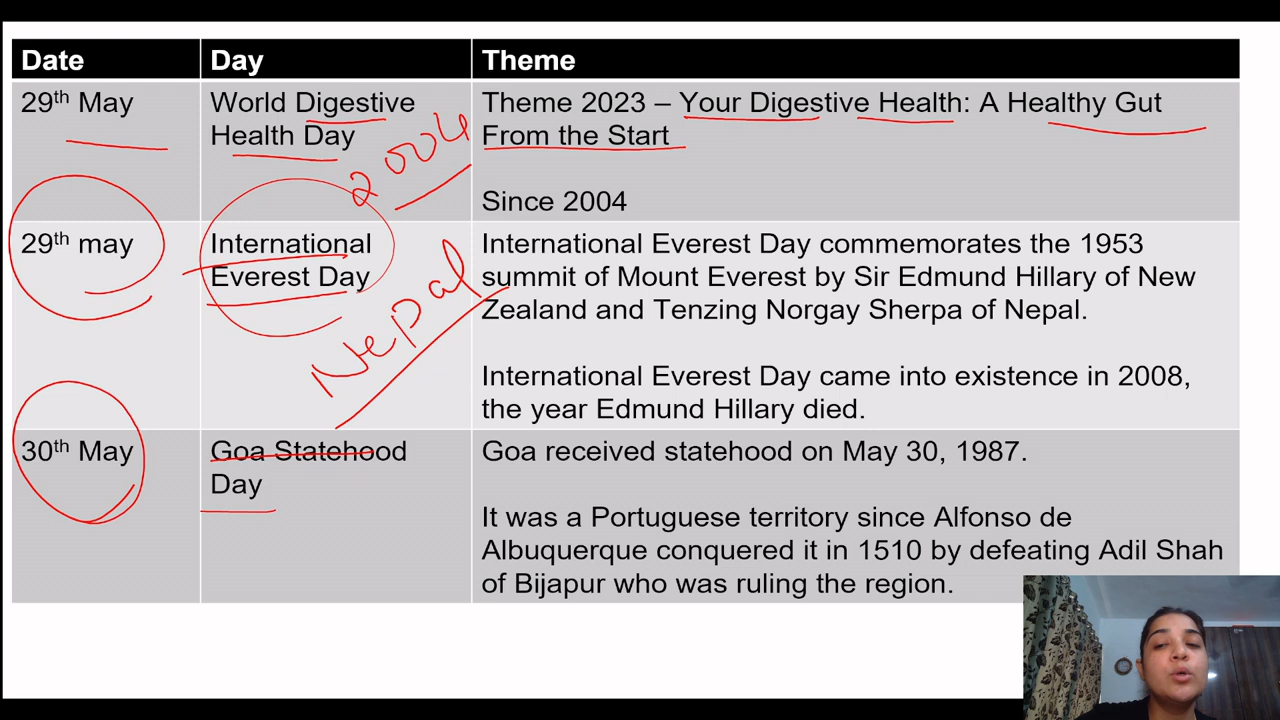 Date Day Theme
29th May World Digestive Theme 2023 – Your Digestive Health: A Healthy Gut
Health Day From the Start
2004
Since 2004
29th may International International Everest Day commemorates the 1953
Everest Day summit of Mount Everest by Sir Edmund Hillary of New
Zealand and Tenzing Norgay Sherpa of Nepal.
Nepal
International Everest Day came into existence in 2008,
the year Edmund Hillary died.
30th May Goa Statehood Goa received statehood on May 30, 1987.
Day
It was a Portuguese territory since Alfonso de
Albuquerque conquered it in 1510 by defeating Adil Shah
of Bijapur who was ruling the region.